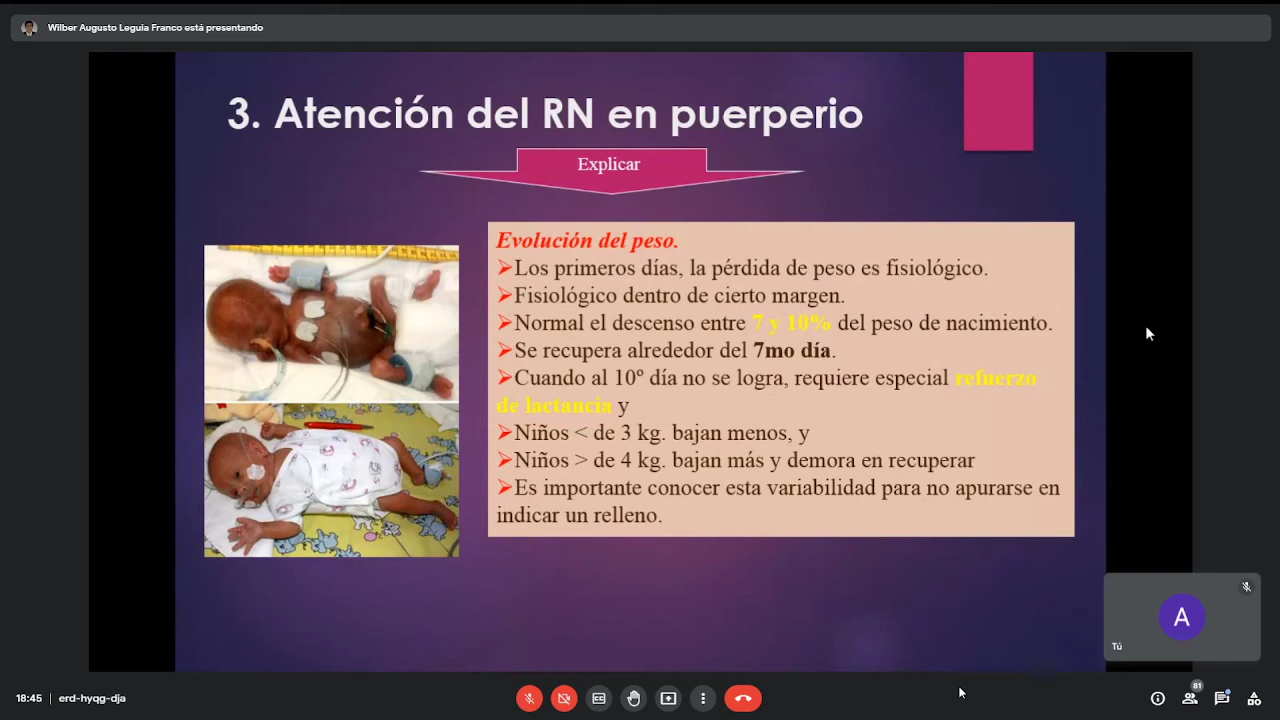 Wilber Augusto Leguia Franco está presentando
3. Atención del RN en puerperio
Explicar
Evolución del peso.
➢Los primeros días, la pérdida de peso es fisiológico.
➢Fisiológico dentro de cierto margen.
➢Normal el descenso entre 7 y 10% del peso de nacimiento.
➢Se recupera alrededor del 7mo día.
➢Cuando al 10º día no se logra, requiere especial refuerzo
de lactancia y
➢Niños < de 3 kg. bajan menos, y
➢Niños > de 4 kg. bajan más y demora en recuperar
➢Es importante conocer esta variabilidad para no apurarse en
indicar un relleno.
A
Tú
18:45 | erd-hyqg-dja
81